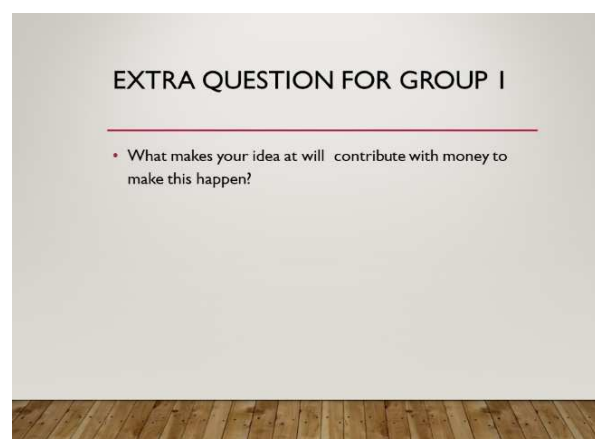 EXTRA QUESTION FOR GROUP 1
• What makes your idea at will contribute with money to
make this happen?